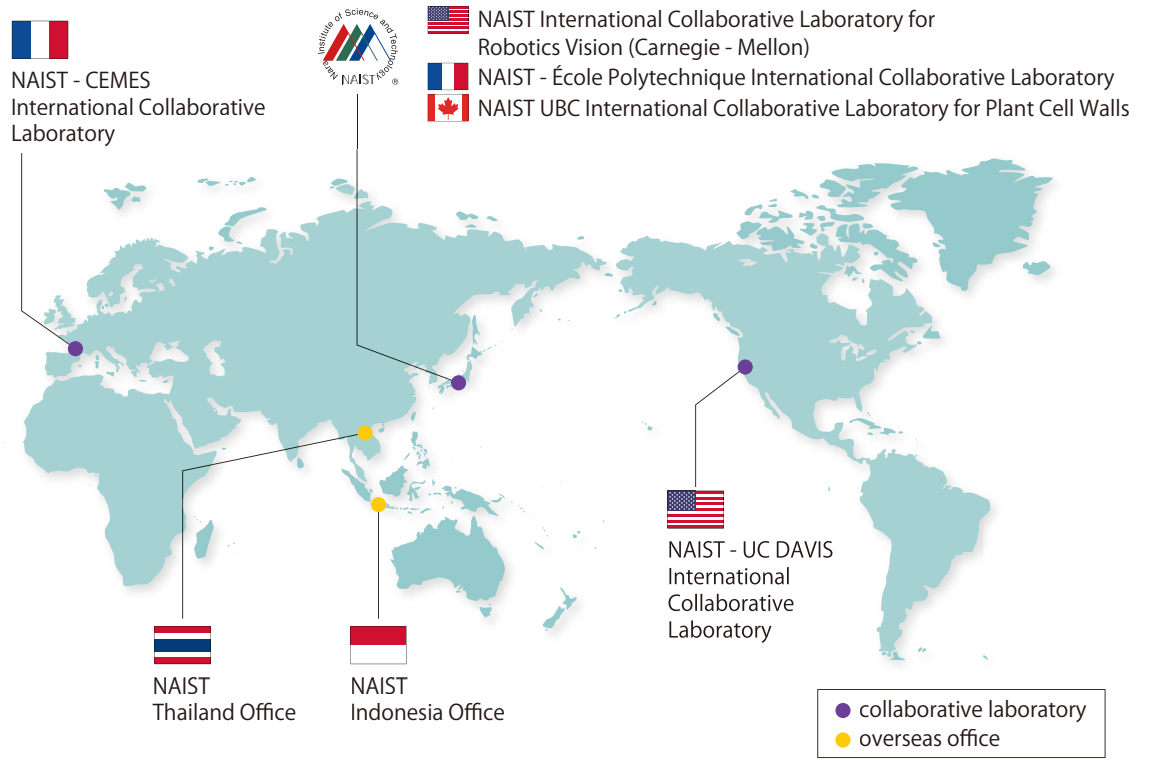 NAIST - CEMES
International Collaborative
Laboratory
Nara Institute of Science and Technology
NAIST ®
NAIST International Collaborative Laboratory for
Robotics Vision (Carnegie - Mellon)
NAIST - École Polytechnique International Collaborative Laboratory
NAIST UBC International Collaborative Laboratory for Plant Cell Walls
NAIST - UC DAVIS
International
Collaborative
Laboratory
NAIST
Thailand Office
NAIST
Indonesia Office
collaborative laboratory
overseas office